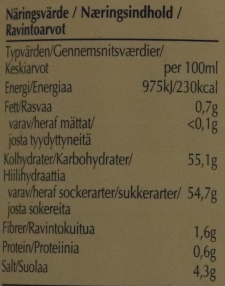 Näringsvärde / Næringsindhold /
Ravintoarvot
Typvärden/Gennemsnitsværdier/
Keskiarvot per 100ml
Energi/Energiaa 975kJ/230kcal
Fett/Rasvaa 0,7g
varav/heraf mättat/ <0,1g
josta tyydyttyneitä
Kolhydrater/Karbohydrater/ 55,1g
Hiilihydraattia
varav/heraf sockerarter/sukkerarter/ 54,7g
josta sokereita
Fibrer/Ravintokuitua 1,6g
Protein/Proteiinia 0,6g
Salt/Suolaa 4,3g